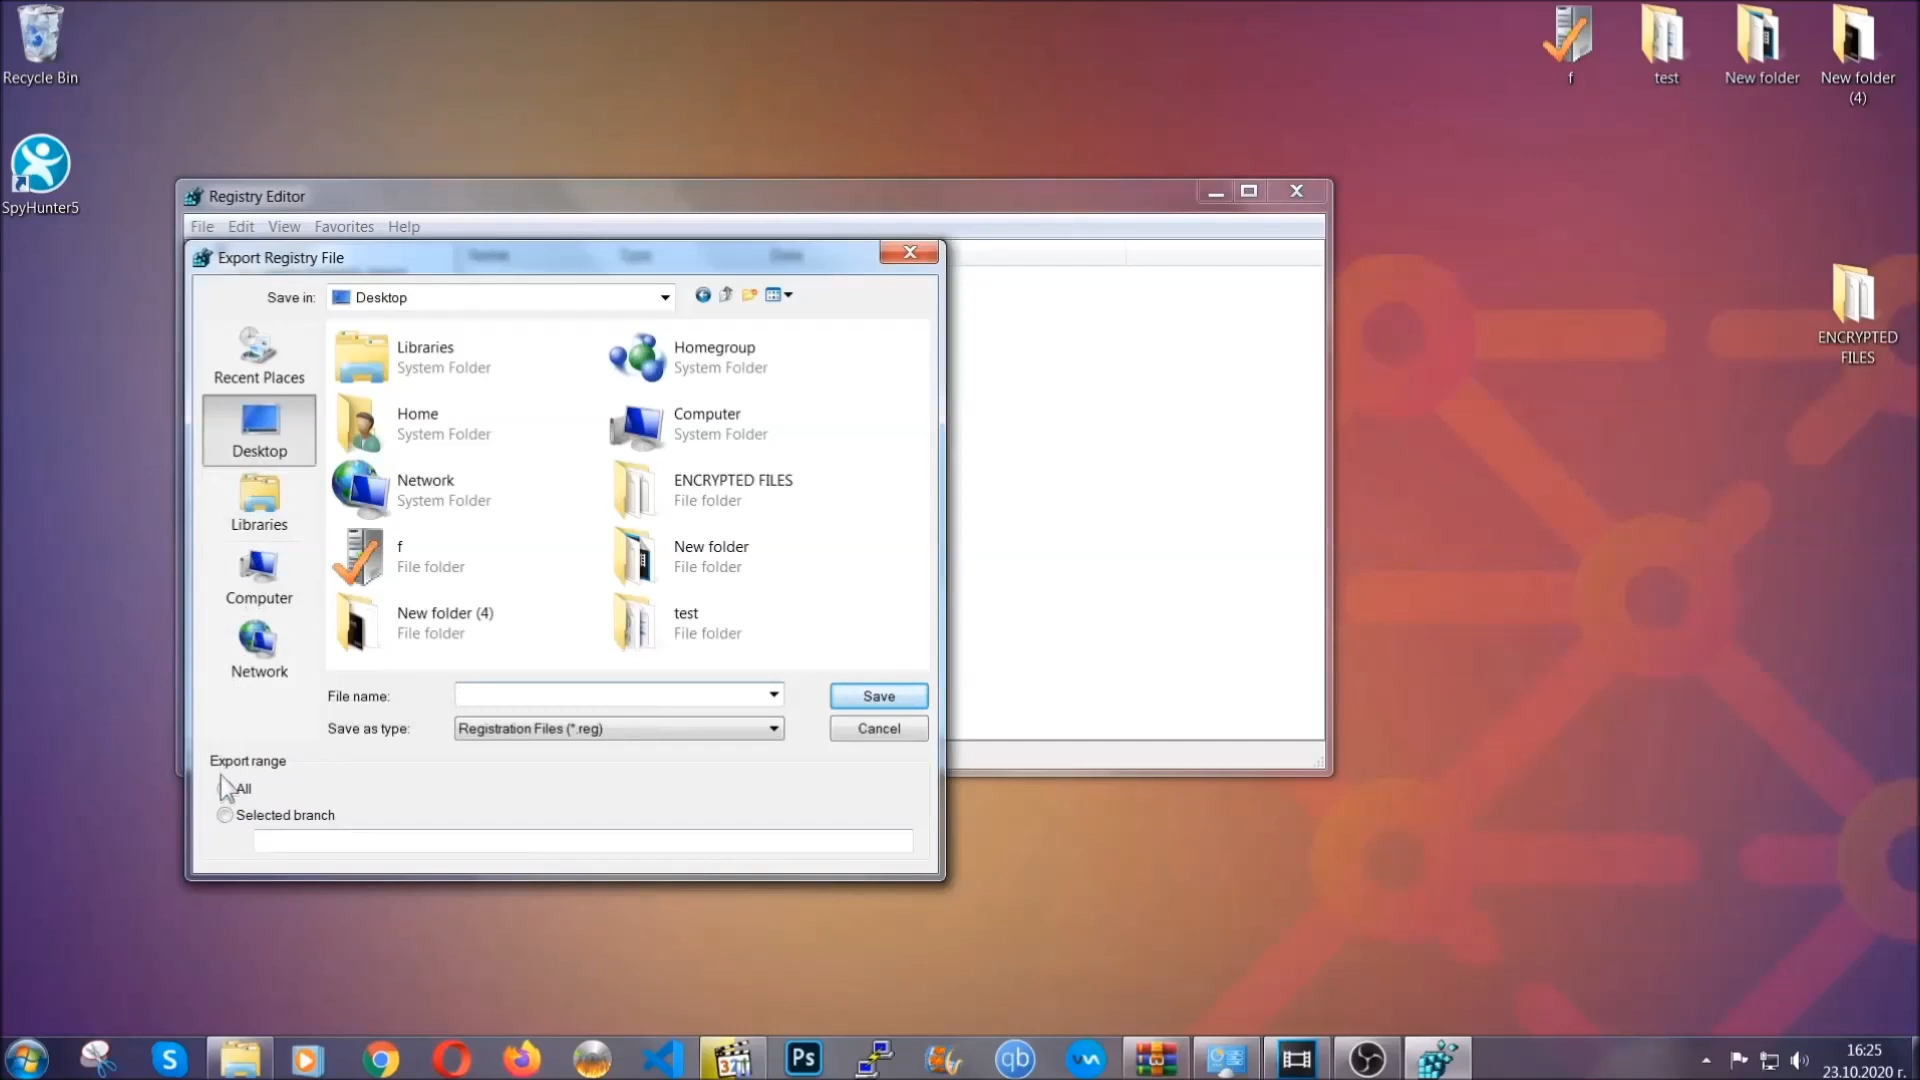 Recycle Bin
SpyHunter5
f
test
New folder
New folder
(4)
ENCRYPTED
FILES
Registry Editor
File Edit View Favorites Help
Export Registry File
Save in:
Desktop
Recent Places
Desktop
Libraries
Computer
Network
Libraries
System Folder
Homegroup
System Folder
Home
System Folder
Computer
System Folder
Network
System Folder
ENCRYPTED FILES
File folder
f
File folder
New folder
File folder
New folder (4)
File folder
test
File folder
File name:
Save
Save as type:
Registration Files (*.reg)
Cancel
Export range
All
Selected branch
S
321
Ps
qb
16:25
23.10.2020 г.